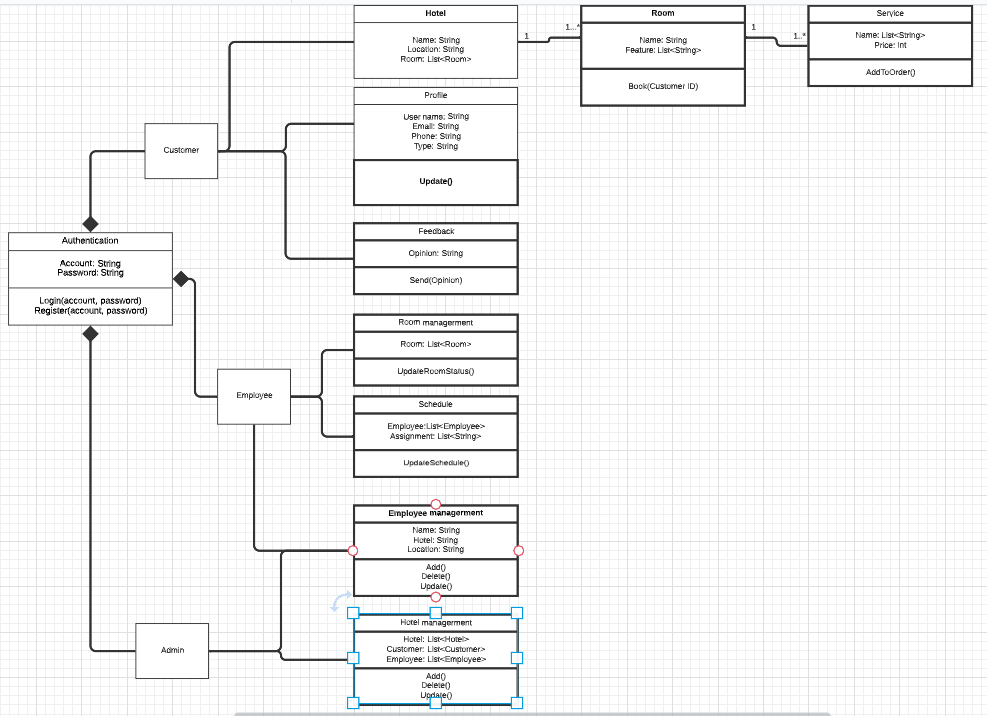 Hotel
Name: String
Location: String
Room: List<Room>
1
1...*
Room
Name: String
Feature: List<String>
Book(Customer ID)
1
1..*
Service
Name: List<String>
Price: Int
AddToOrder()
Profile
User name: String
Email: String
Phone: String
Type: String
Update()
Customer
Feedback
Opinion: String
Send(Opinion)
Authentication
Account: String
Password: String
Login(account, password)
Register(account, password)
Room managerment
Room: List<Room>
UpdateRoomStatus()
Employee
Schedule
Employee:List<Employee>
Assignment: List<String>
UpdateSchedule()
Employee managerment
Name: String
Hotel: String
Location: String
Add()
Delete()
Update()
Admin
Hotel managerment
Hotel: List<Hotel>
Customer: List<Customer>
Employee: List<Employee>
Add()
Delete()
Update()